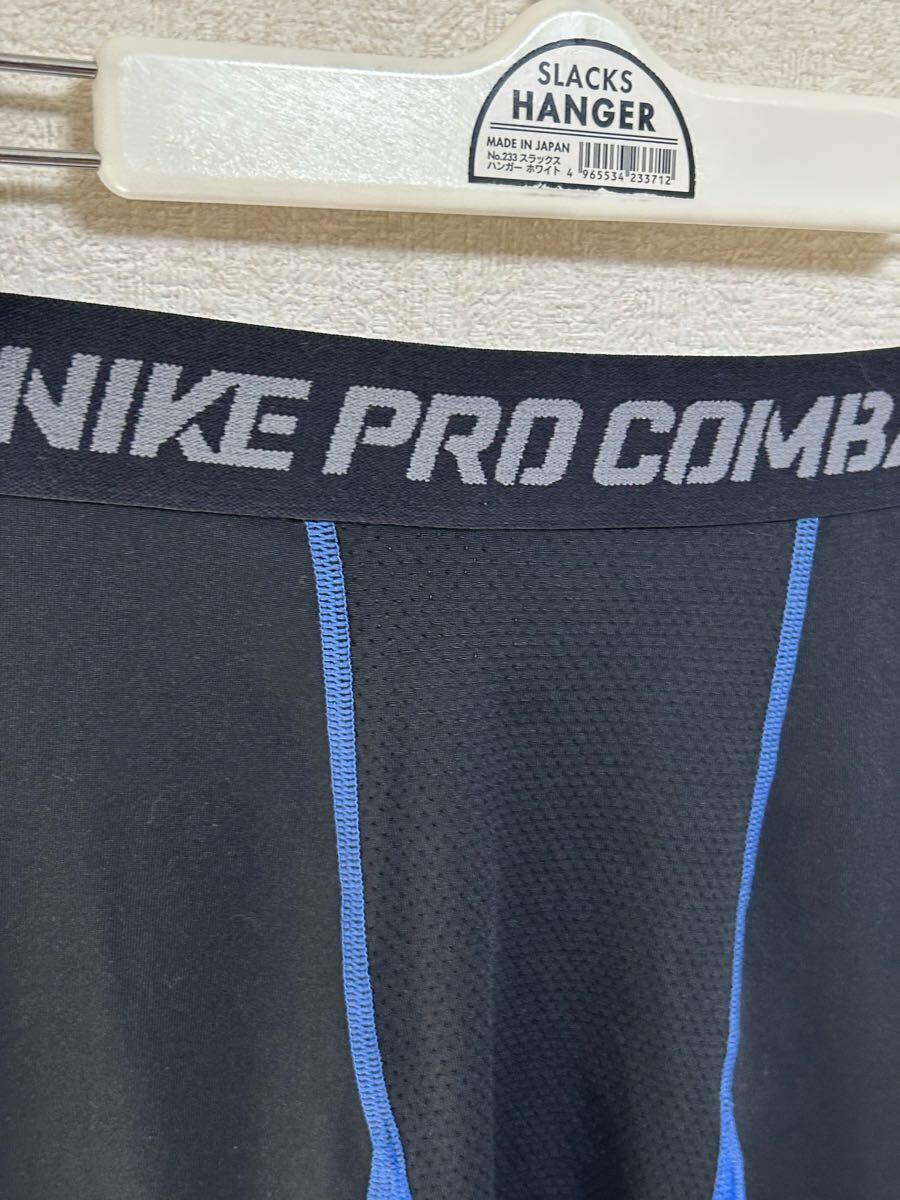 SLACKS
HANGER
MADE IN JAPAN
No.233 スラックス
ハンガー ホワイト
4 965534 233712
NIKE PRO COMBA